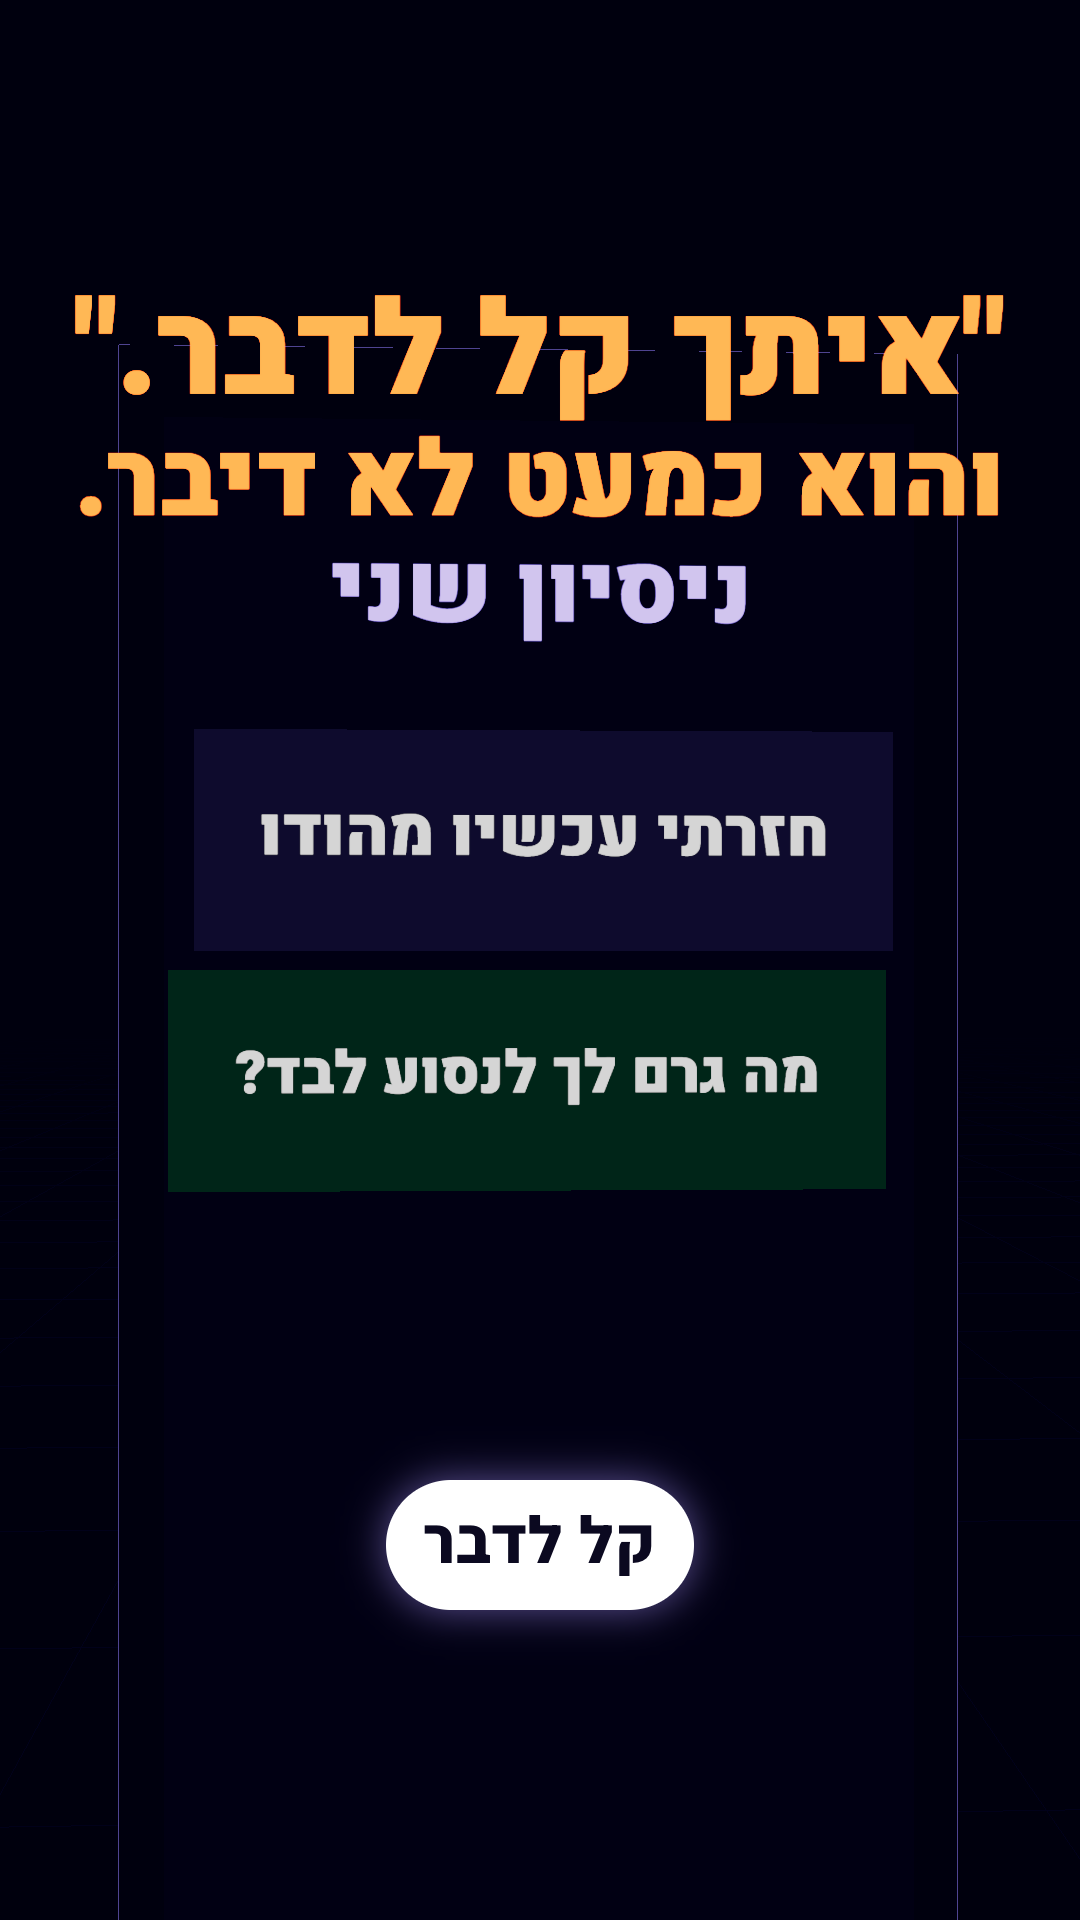 "איתך קל לדבר."
והוא כמעט לא דיבר.
ניסיון שני
חזרתי עכשיו מהודו
מה גרם לך לנסוע לבד?
קל לדבר